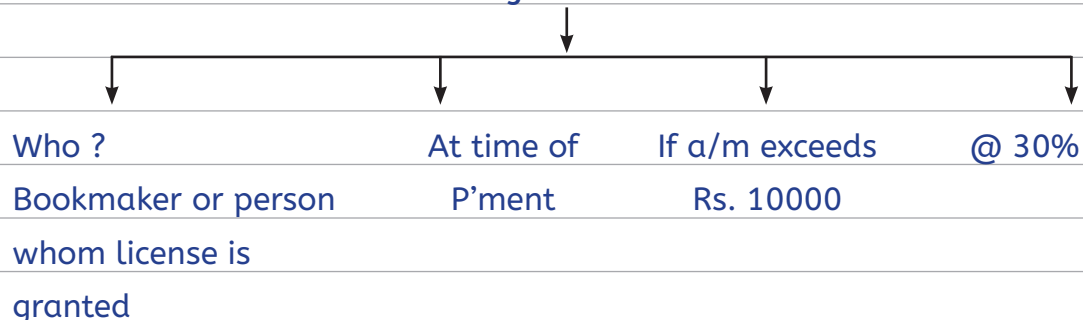 Who ?
At time of
If a/m exceeds
@ 30%
Bookmaker or person
P'ment
Rs. 10000
whom license is
granted